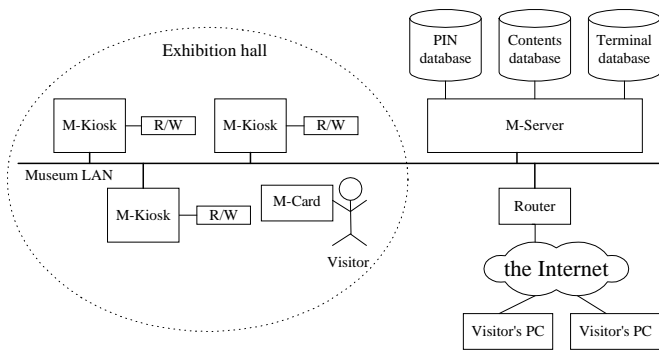 Exhibition hall
PIN
database
Contents
database
Terminal
database
M-Kiosk
R/W
M-Kiosk
R/W
M-Server
Museum LAN
M-Kiosk
R/W
M-Card
Visitor
Router
the Internet
Visitor's PC
Visitor's PC